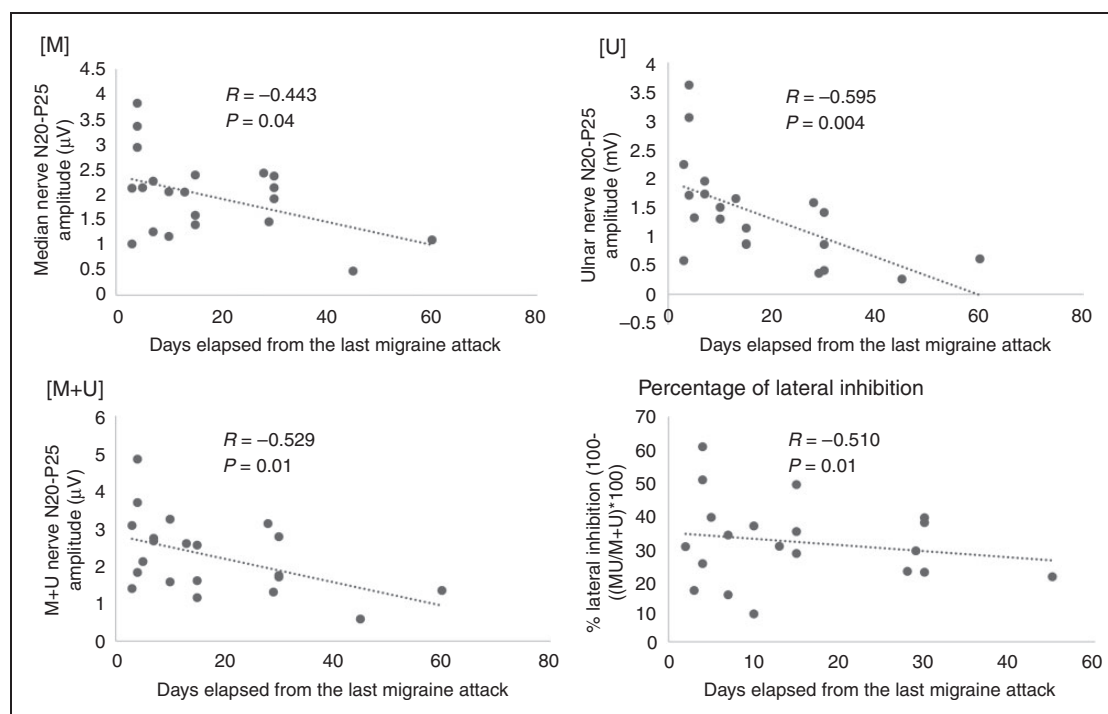 [M]
Median nerve N20-P25
amplitude (μV)
4.5
4
3.5
3
2.5
2
1.5
1
0.5
0
R = –0.443
P = 0.04
0 20 40 60 80
Days elapsed from the last migraine attack
[U]
Ulnar nerve N20-P25
amplitude (mV)
4
3.5
3
2.5
2
1.5
1
0.5
0
–0.5
R = –0.595
P = 0.004
0 20 40 60 80
Days elapsed from the last migraine attack
[M+U]
M+U nerve N20-P25
amplitude (μV)
6
5
4
3
2
1
0
R = –0.529
P = 0.01
0 20 40 60 80
Days elapsed from the last migraine attack
Percentage of lateral inhibition
% lateral inhibition (100-
((MU/M+U)*100)
70
60
50
40
30
20
10
0
R = –0.510
P = 0.01
0 10 20 30 40 50 60
Days elapsed from the last migraine attack